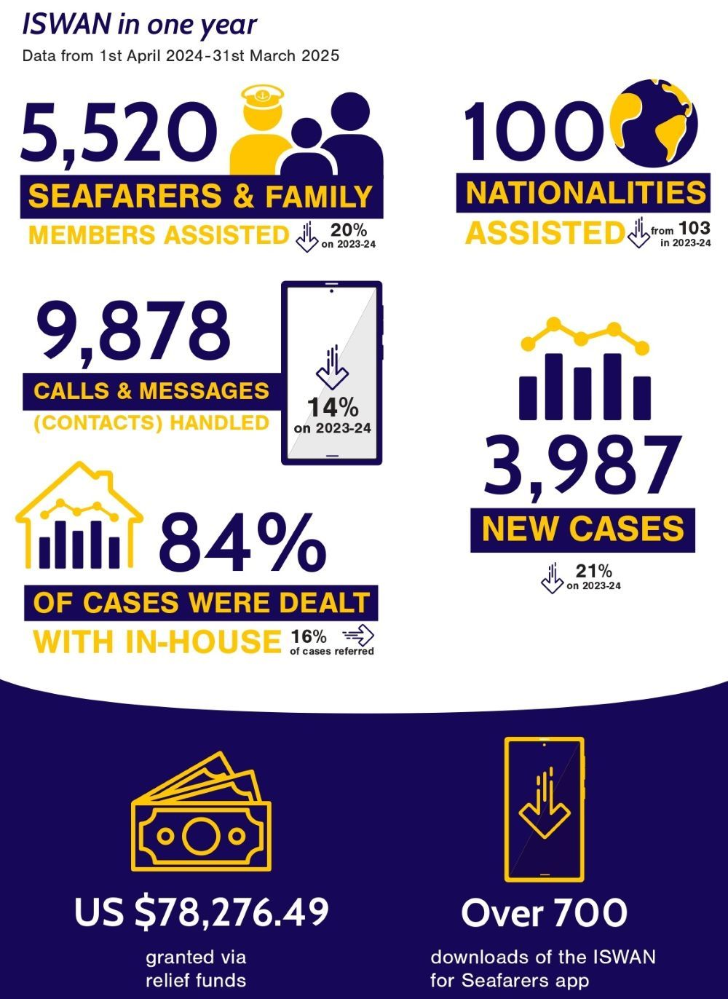 ISWAN in one year
Data from 1st April 2024-31st March 2025
5,520
SEAFARERS & FAMILY
MEMBERS ASSISTED
20%
on 2023-24
100
NATIONALITIES
ASSISTED
from 103
in 2023-24
9,878
CALLS & MESSAGES
(CONTACTS) HANDLED
14%
on 2023-24
3,987
NEW CASES
21%
on 2023-24
84%
OF CASES WERE DEALT
WITH IN-HOUSE
16%
of cases referred
US $78,276.49
granted via
relief funds
Over 700
downloads of the ISWAN
for Seafarers app